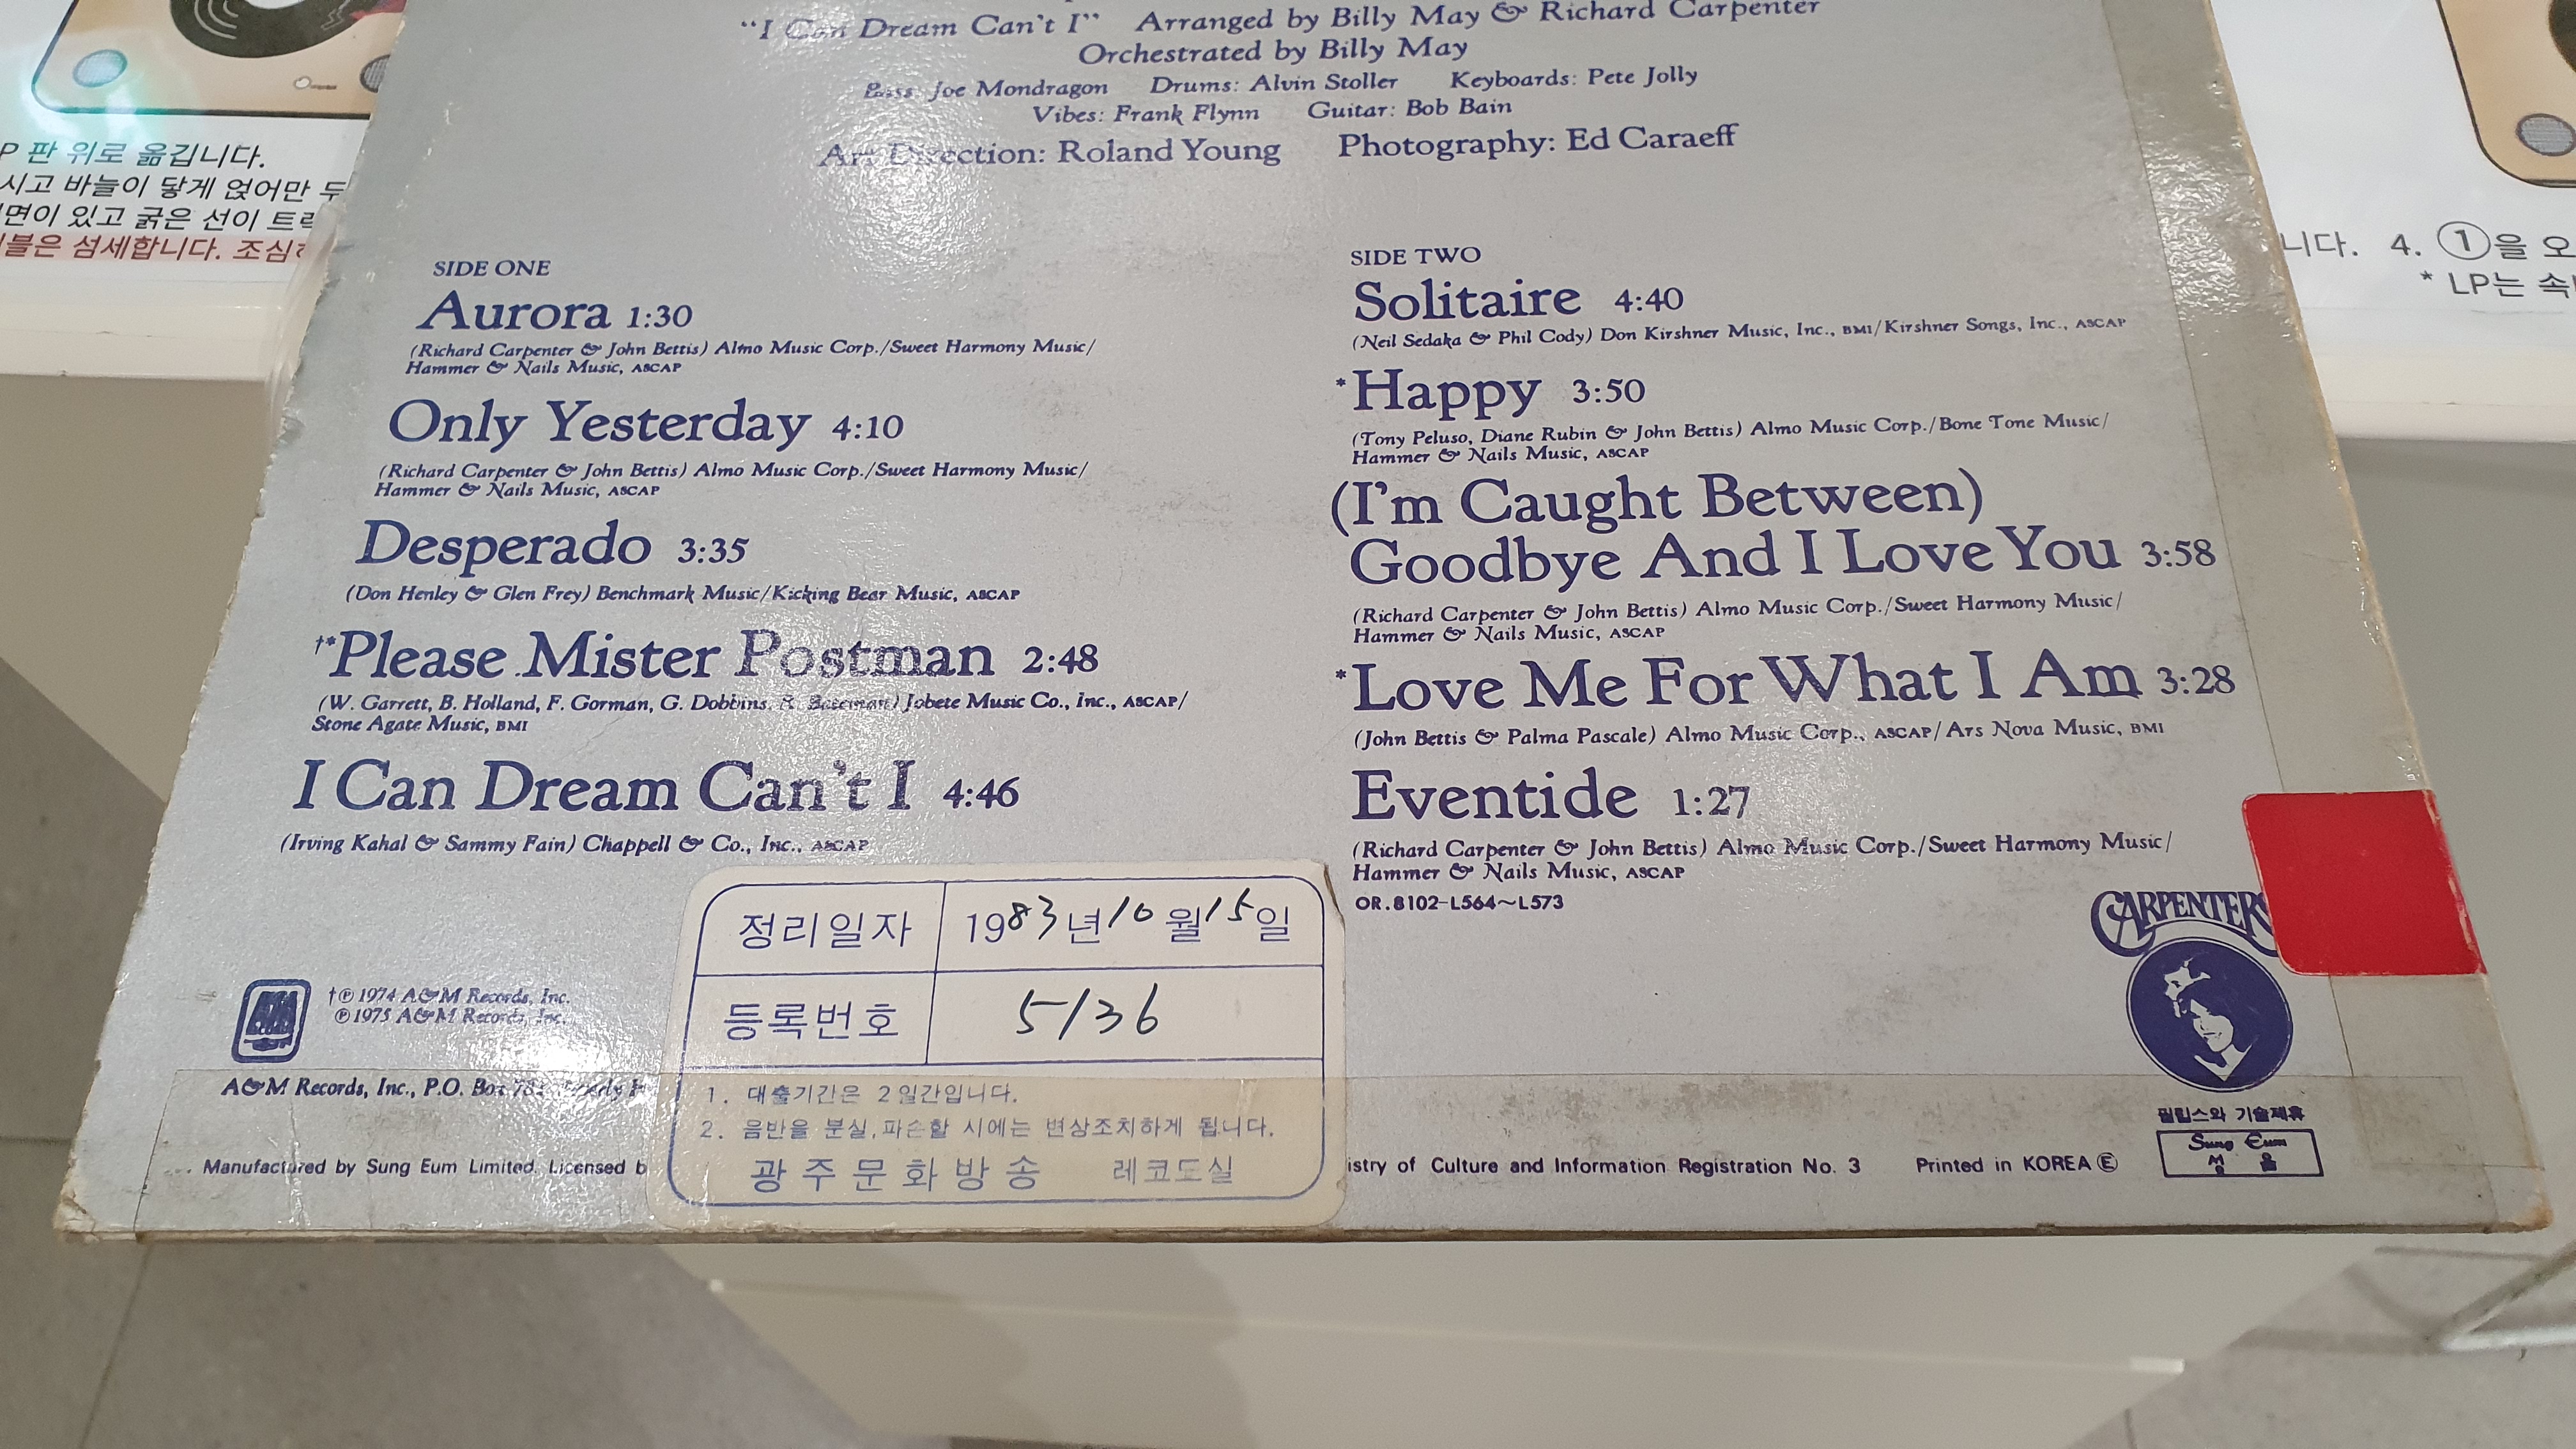 "I Can Dream Can't I" Arranged by Billy May & Richard Carpenter
Orchestrated by Billy May
Bass: Joe Mondragon Drums: Alvin Stoller Keyboards: Pete Jolly
Vibes: Frank Flynn Guitar: Bob Bain
Art Direction: Roland Young Photography: Ed Caraeff
P 판 위로 옮깁니다.
시고 바늘이 닿게 얹어만 두
면이 있고 굵은 선이 트랙
블은 섬세합니다. 조심히
니다. 4. ①을 오
* LP는 속
SIDE ONE
Aurora 1:30
(Richard Carpenter & John Bettis) Almo Music Corp./Sweet Harmony Music/
Hammer & Nails Music, ASCAP
Only Yesterday 4:10
(Richard Carpenter & John Bettis) Almo Music Corp./Sweet Harmony Music/
Hammer & Nails Music, ASCAP
Desperado 3:35
(Don Henley & Glen Frey) Benchmark Music/Kicking Bear Music, ASCAP
†*Please Mister Postman 2:48
(W. Garrett, B. Holland, F. Gorman, G. Dobbins, R. Bateman) Jobete Music Co., Inc., ASCAP/
Stone Agate Music, BMI
I Can Dream Can't I 4:46
(Irving Kahal & Sammy Fain) Chappell & Co., Inc., ASCAP
SIDE TWO
Solitaire 4:40
(Neil Sedaka & Phil Cody) Don Kirshner Music, Inc., BMI/Kirshner Songs, Inc., ASCAP
*Happy 3:50
(Tony Peluso, Diane Rubin & John Bettis) Almo Music Corp./Bone Tone Music/
Hammer & Nails Music, ASCAP
(I'm Caught Between)
Goodbye And I Love You 3:58
(Richard Carpenter & John Bettis) Almo Music Corp./Sweet Harmony Music/
Hammer & Nails Music, ASCAP
*Love Me For What I Am 3:28
(John Bettis & Palma Pascale) Almo Music Corp., ASCAP/Ars Nova Music, BMI
Eventide 1:27
(Richard Carpenter & John Bettis) Almo Music Corp./Sweet Harmony Music/
Hammer & Nails Music, ASCAP
OR.8102-L564~L573
CARPENTERS
정리일자 1983년 10월 15일
등록번호 5136
1. 대출기간은 2일간입니다.
2. 음반을 분실,파손할 시에는 변상조치하게 됩니다.
광주문화방송 레코드실
A&M
†℗ 1974 A&M Records, Inc.
℗ 1975 A&M Records, Inc.
A&M Records, Inc., P.O. Box
Manufactured by Sung Eum Limited. Licensed b
istry of Culture and Information Registration No. 3 Printed in KOREA Ⓔ
필립스와 기술제휴
Sung Eum
성 음